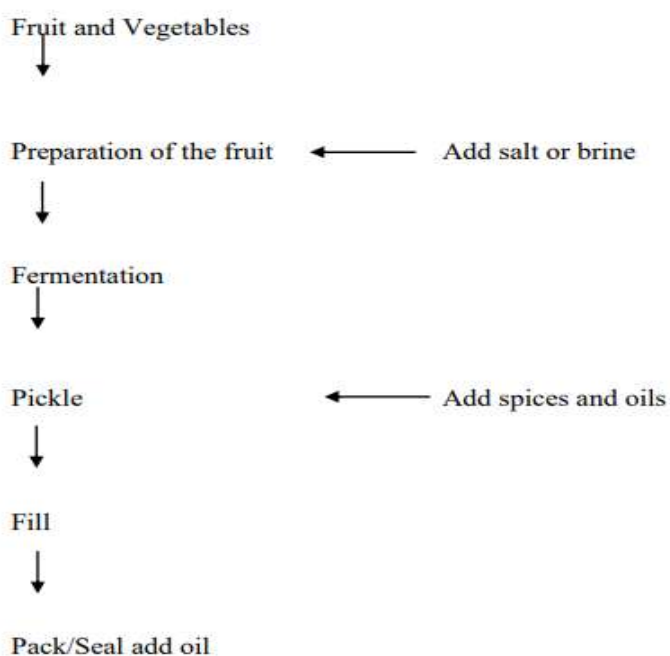 Fruit and Vegetables
Preparation of the fruit Add salt or brine
Fermentation
Pickle Add spices and oils
Fill
Pack/Seal add oil